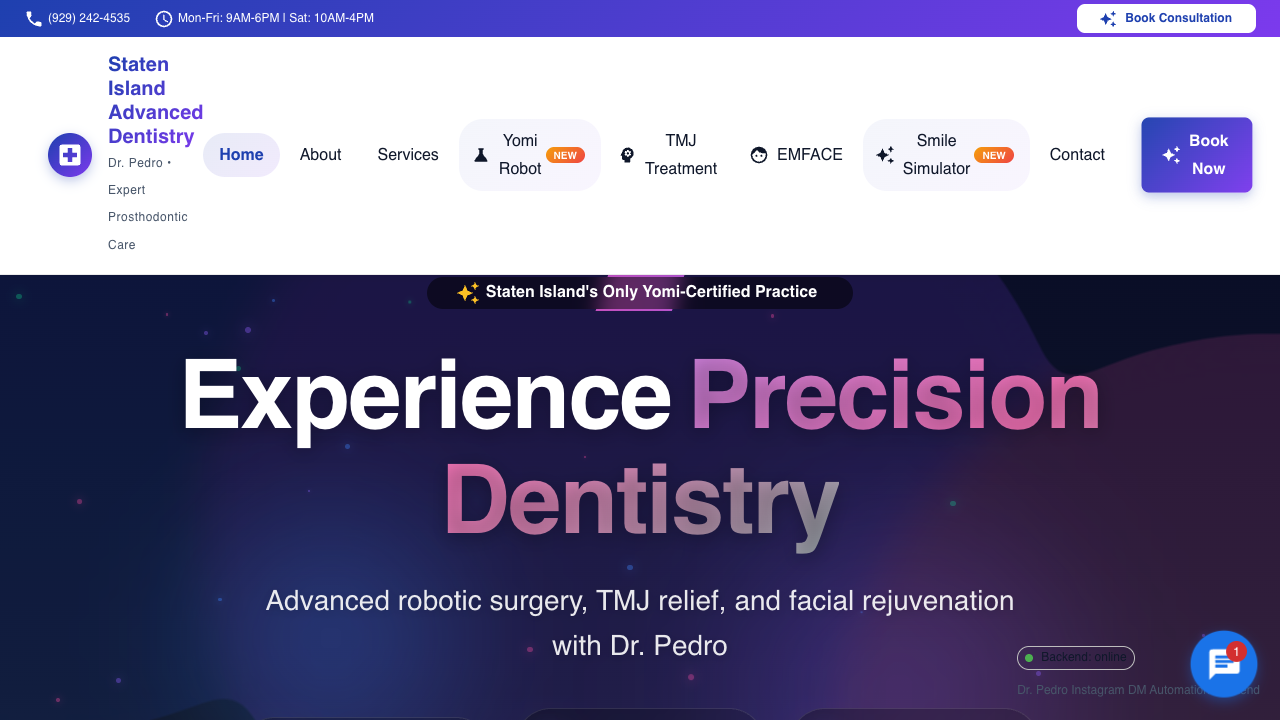 (929) 242-4535
Mon-Fri: 9AM-6PM | Sat: 10AM-4PM
Book Consultation
Staten
Island
Advanced
Dentistry
Dr. Pedro •
Expert
Prosthodontic
Care
Home
About
Services
Yomi
Robot
NEW
TMJ
Treatment
EMFACE
Smile
Simulator
NEW
Contact
Book
Now
Staten Island's Only Yomi-Certified Practice
Experience Precision
Dentistry
Advanced robotic surgery, TMJ relief, and facial rejuvenation
with Dr. Pedro
Backend: online
1
Dr. Pedro Instagram DM Automation